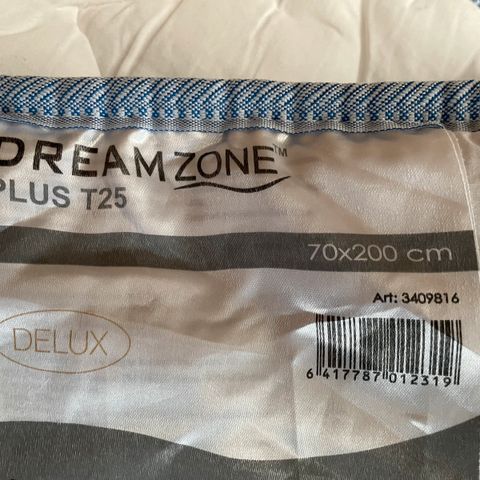 DREAMZONE™
PLUS T25
70x200 cm
Art: 3409816
DELUX
6 417787 012319